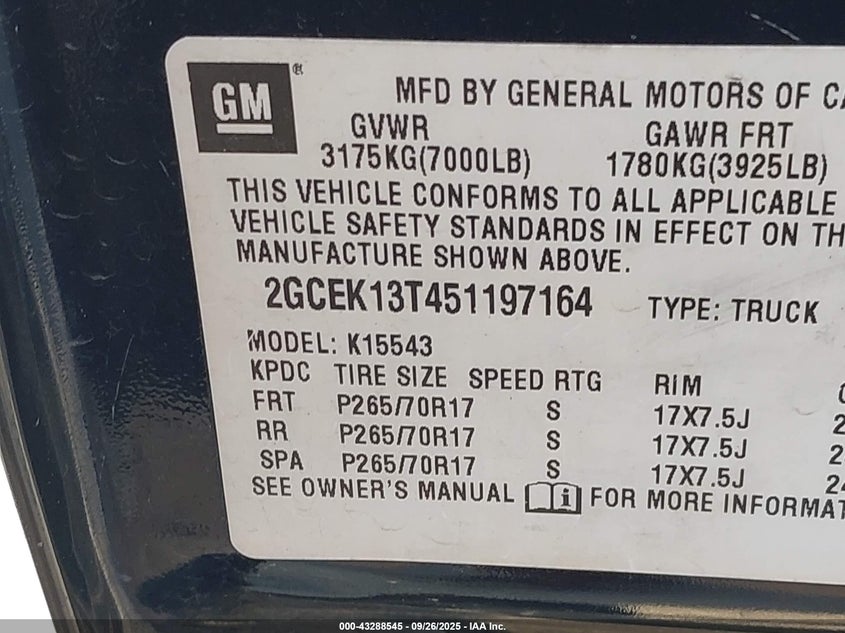 GM ®
MFD BY GENERAL MOTORS OF
GVWR GAWR FRT
3175KG(7000LB) 1780KG(3925LB)
THIS VEHICLE CONFORMS TO ALL APPLICABLE
VEHICLE SAFETY STANDARDS IN EFFECT ON
MANUFACTURE SHOWN ABOVE.
2GCEK13T451197164 TYPE: TRUCK
MODEL: K15543
KPDC TIRE SIZE SPEED RTG RIM
FRT P265/70R17 S 17X7.5J
RR P265/70R17 S 17X7.5J
SPA P265/70R17 S 17X7.5J
SEE OWNER'S MANUAL i FOR MORE
000-43288545 - 09/26/2025 - IAA Inc.